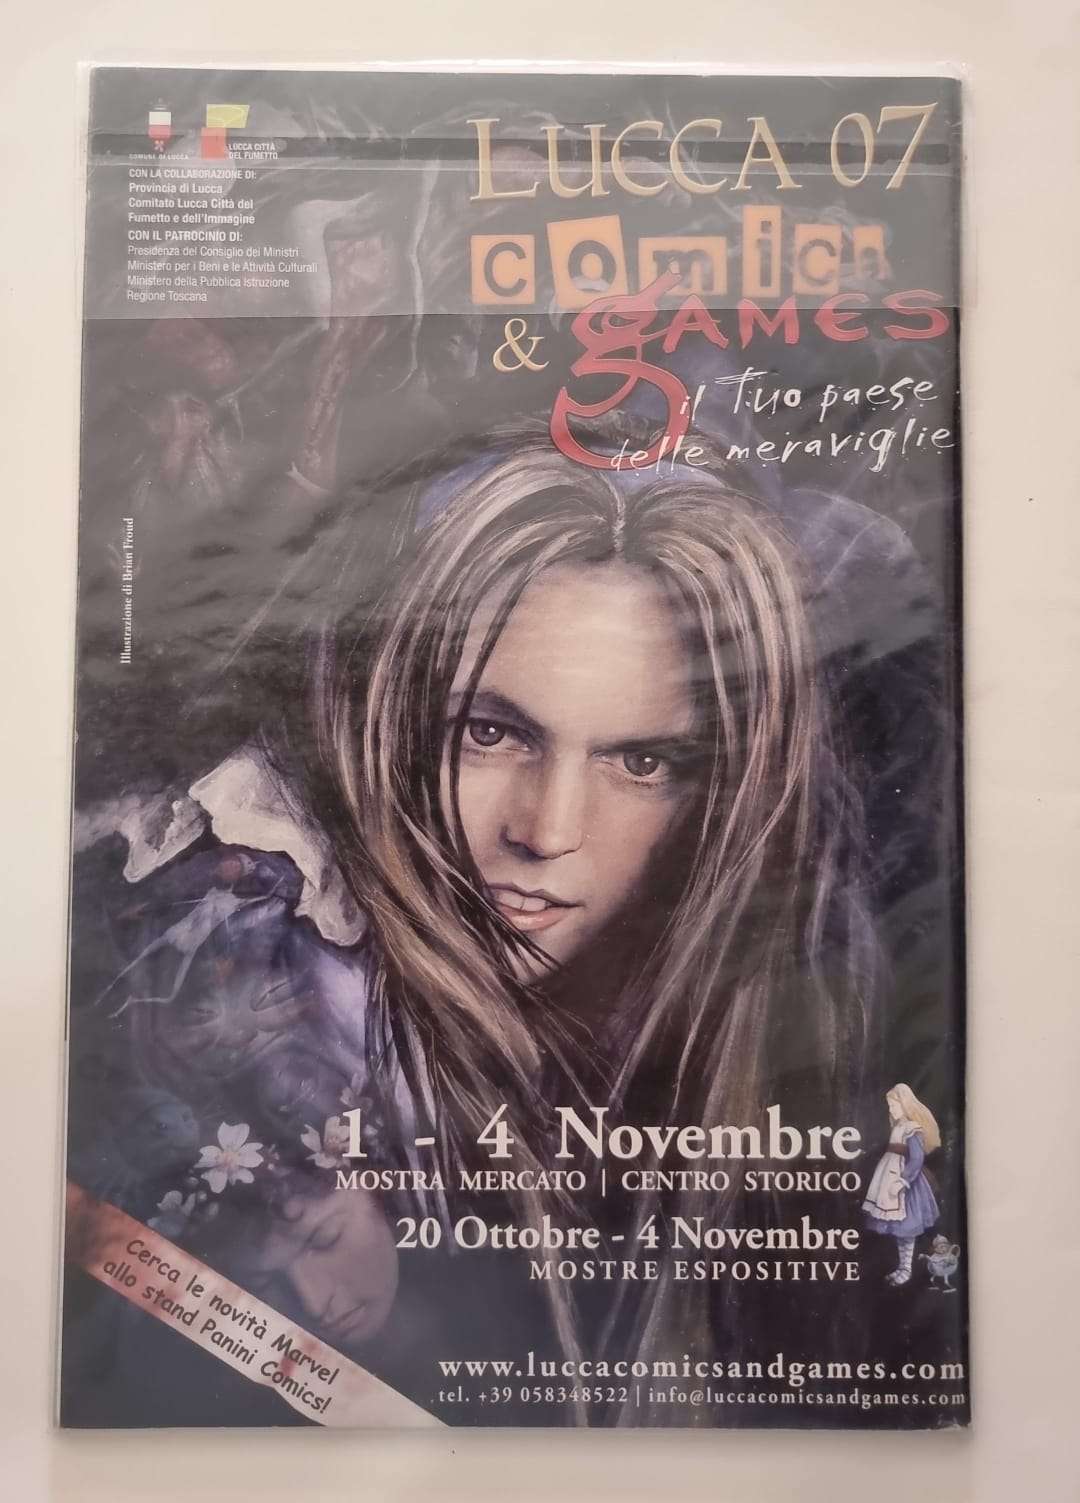 COMUNE DI LUCCA
LUCCA CITTÀ
DEL FUMETTO
CON LA COLLABORAZIONE DI:
Provincia di Lucca
Comitato Lucca Città del
Fumetto e dell'Immagine
CON IL PATROCINIO DI:
Presidenza del Consiglio dei Ministri
Ministero per i Beni e le Attività Culturali
Ministero della Pubblica Istruzione
Regione Toscana
LUCCA 07
comics
& GAMES
il Tuo paese
delle meraviglie
Illustrazione di Brian Froud
1 - 4 Novembre
MOSTRA MERCATO | CENTRO STORICO
20 Ottobre - 4 Novembre
MOSTRE ESPOSITIVE
Cerca le novità Marvel
allo stand Panini Comics!
www.luccacomicsandgames.com
tel. +39 058348522 | info@luccacomicsandgames.com